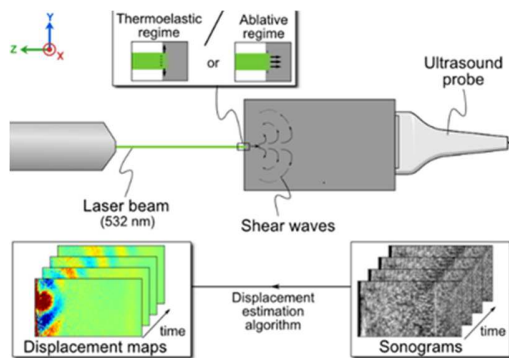 Thermoelastic
regime
/
Ablative
regime
or
Y
Z
X
Ultrasound
probe
Laser beam
(532 nm)
Shear waves
Displacement
estimation
algorithm
time
Displacement maps
time
Sonograms